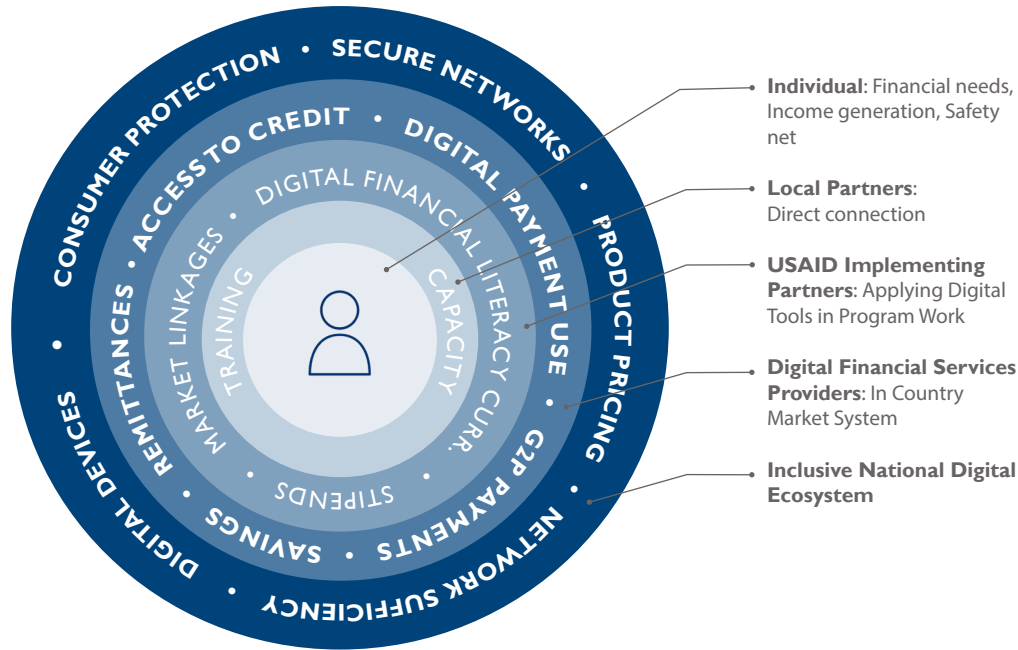 CONSUMER PROTECTION • SECURE NETWORKS • PRODUCT PRICING • NETWORK SUFFICIENCY • DIGITAL DEVICES •
REMITTANCES • ACCESS TO CREDIT • DIGITAL PAYMENT USE • G2P PAYMENTS • SAVINGS •
MARKET LINKAGES • DIGITAL FINANCIAL LITERACY CURR. • STIPENDS •
TRAINING
CAPACITY
Individual: Financial needs,
Income generation, Safety
net
Local Partners:
Direct connection
USAID Implementing
Partners: Applying Digital
Tools in Program Work
Digital Financial Services
Providers: In Country
Market System
Inclusive National Digital
Ecosystem